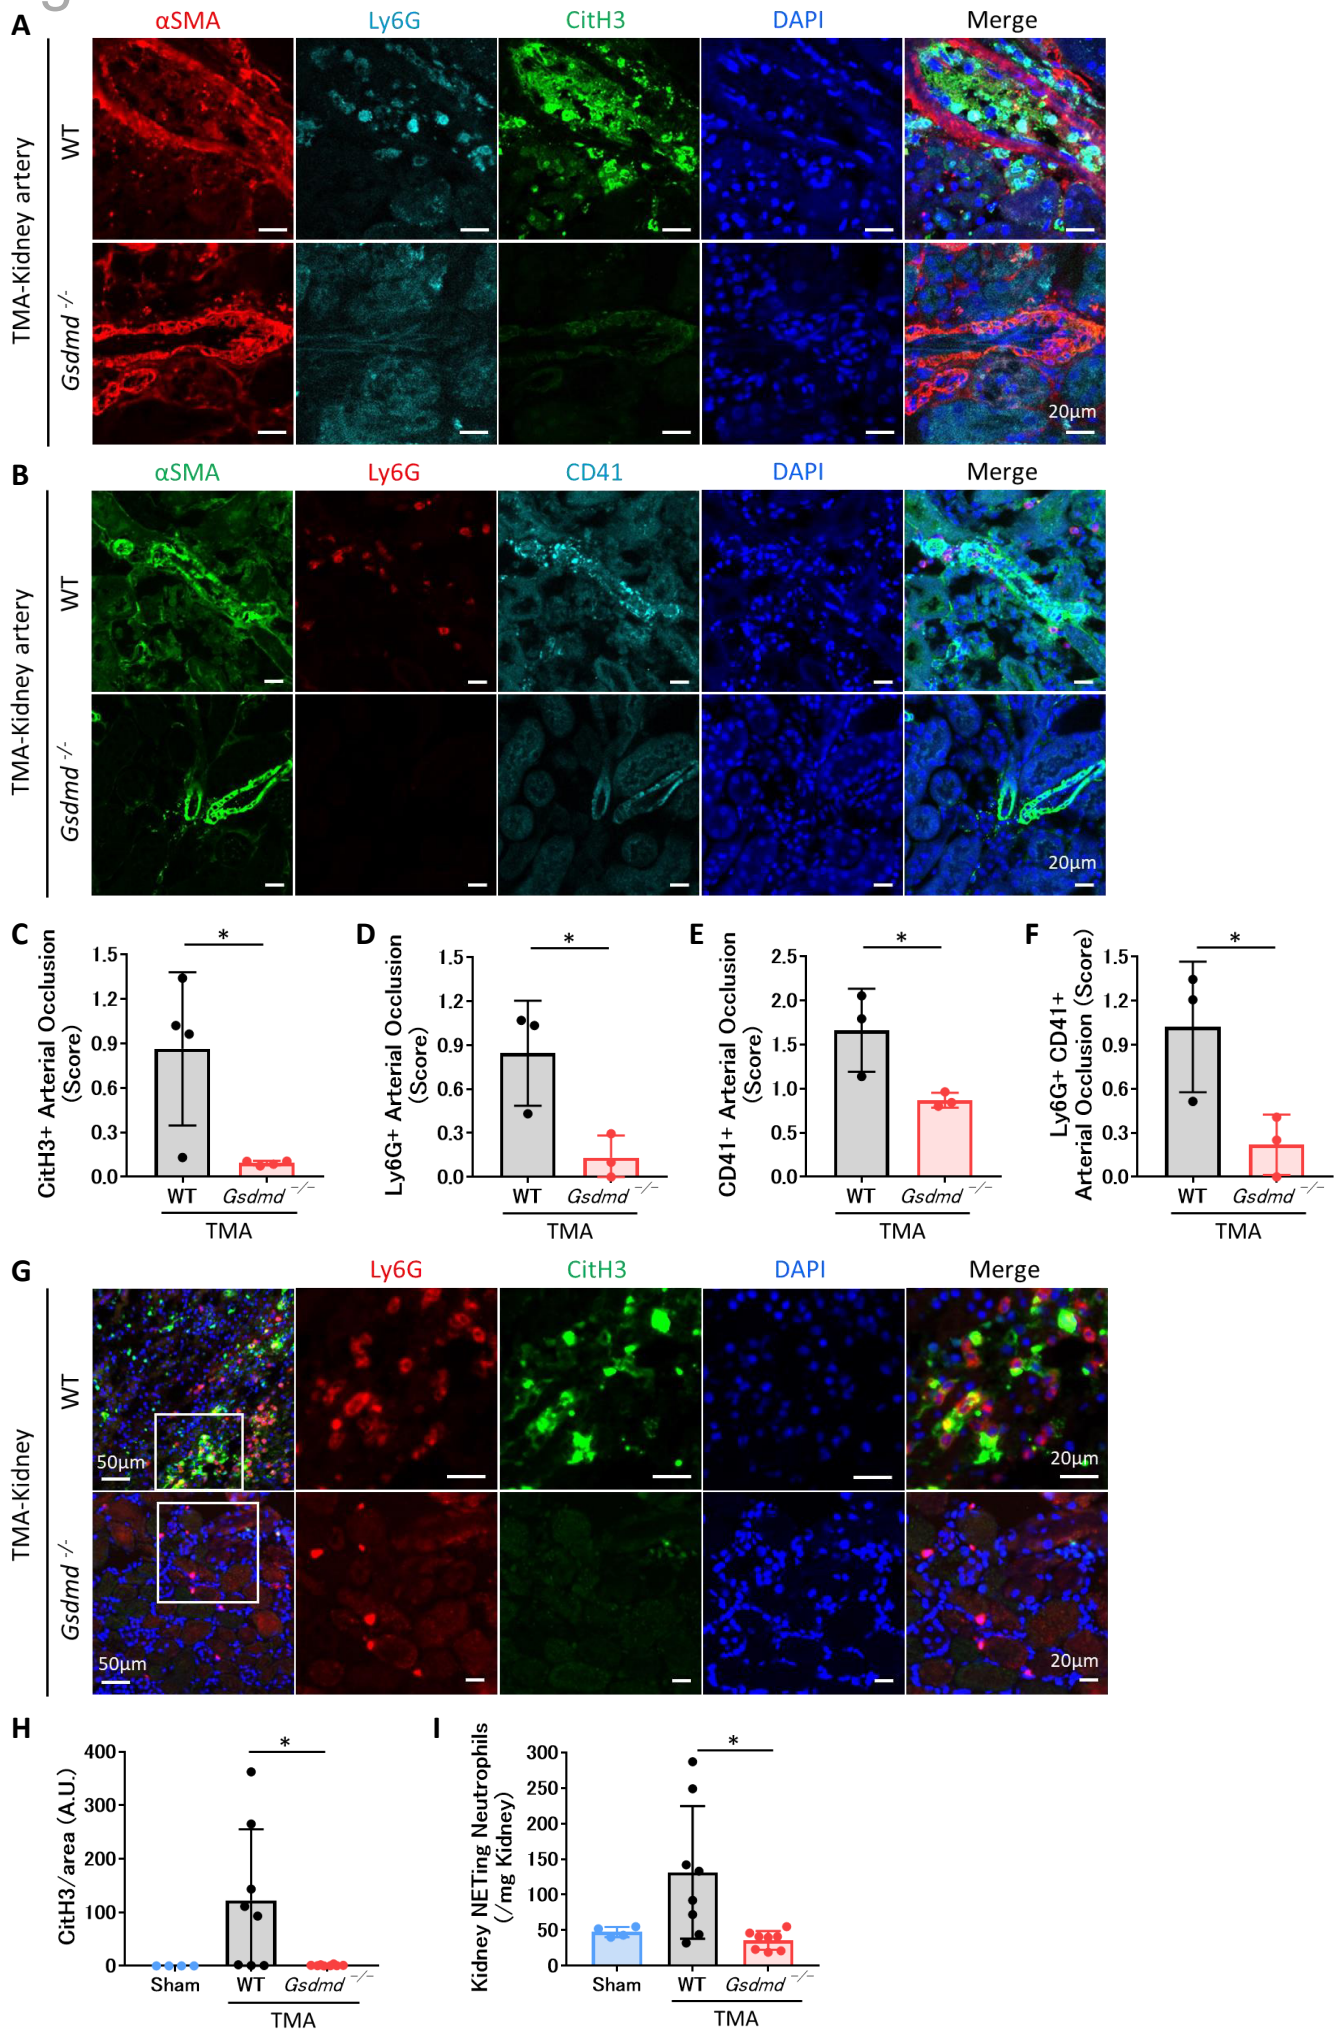 g
A
αSMA Ly6G CitH3 DAPI Merge
TMA-Kidney artery
WT
Gsdmd -/-
20µm
B
αSMA Ly6G CD41 DAPI Merge
TMA-Kidney artery
WT
Gsdmd -/-
20µm
C
CitH3+ Arterial Occlusion
(Score)
1.5
1.2
0.9
0.6
0.3
0.0
*
WT Gsdmd -/-
TMA
D
Ly6G+ Arterial Occlusion
(Score)
1.5
1.2
0.9
0.6
0.3
0.0
*
WT Gsdmd -/-
TMA
E
CD41+ Arterial Occlusion
(Score)
2.5
2.0
1.5
1.0
0.5
0.0
*
WT Gsdmd -/-
TMA
F
Ly6G+ CD41+
Arterial Occlusion (Score)
1.5
1.2
0.9
0.6
0.3
0.0
*
WT Gsdmd -/-
TMA
G
Ly6G CitH3 DAPI Merge
TMA-Kidney
WT
50µm
20µm
Gsdmd -/-
50µm
20µm
H
CitH3/area (A.U.)
400
300
200
100
0
*
Sham WT Gsdmd -/-
TMA
I
Kidney NETing Neutrophils
(/mg Kidney)
300
250
200
150
100
50
0
*
Sham WT Gsdmd -/-
TMA